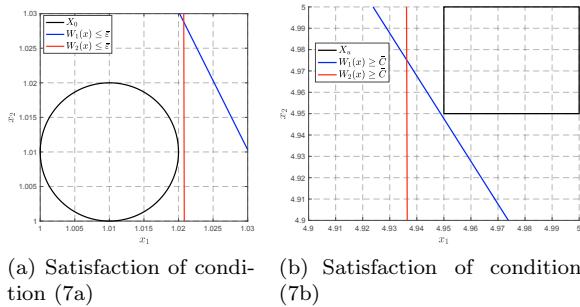 1.03
1.025
1.02
1.015
1.01
1.005
1
x₂
X₀
W₁(x) ≤ ε̄
W₂(x) ≤ ε̄
1 1.005 1.01 1.015 1.02 1.025 1.03
x₁
(a) Satisfaction of condi-
tion (7a)
5
4.99
4.98
4.97
4.96
4.95
4.94
4.93
4.92
4.91
4.9
x₂
Xᵤ
W₁(x) ≥ C̄
W₂(x) ≥ C̄
4.9 4.91 4.92 4.93 4.94 4.95 4.96 4.97 4.98 4.99 5
x₁
(b) Satisfaction of condition
(7b)